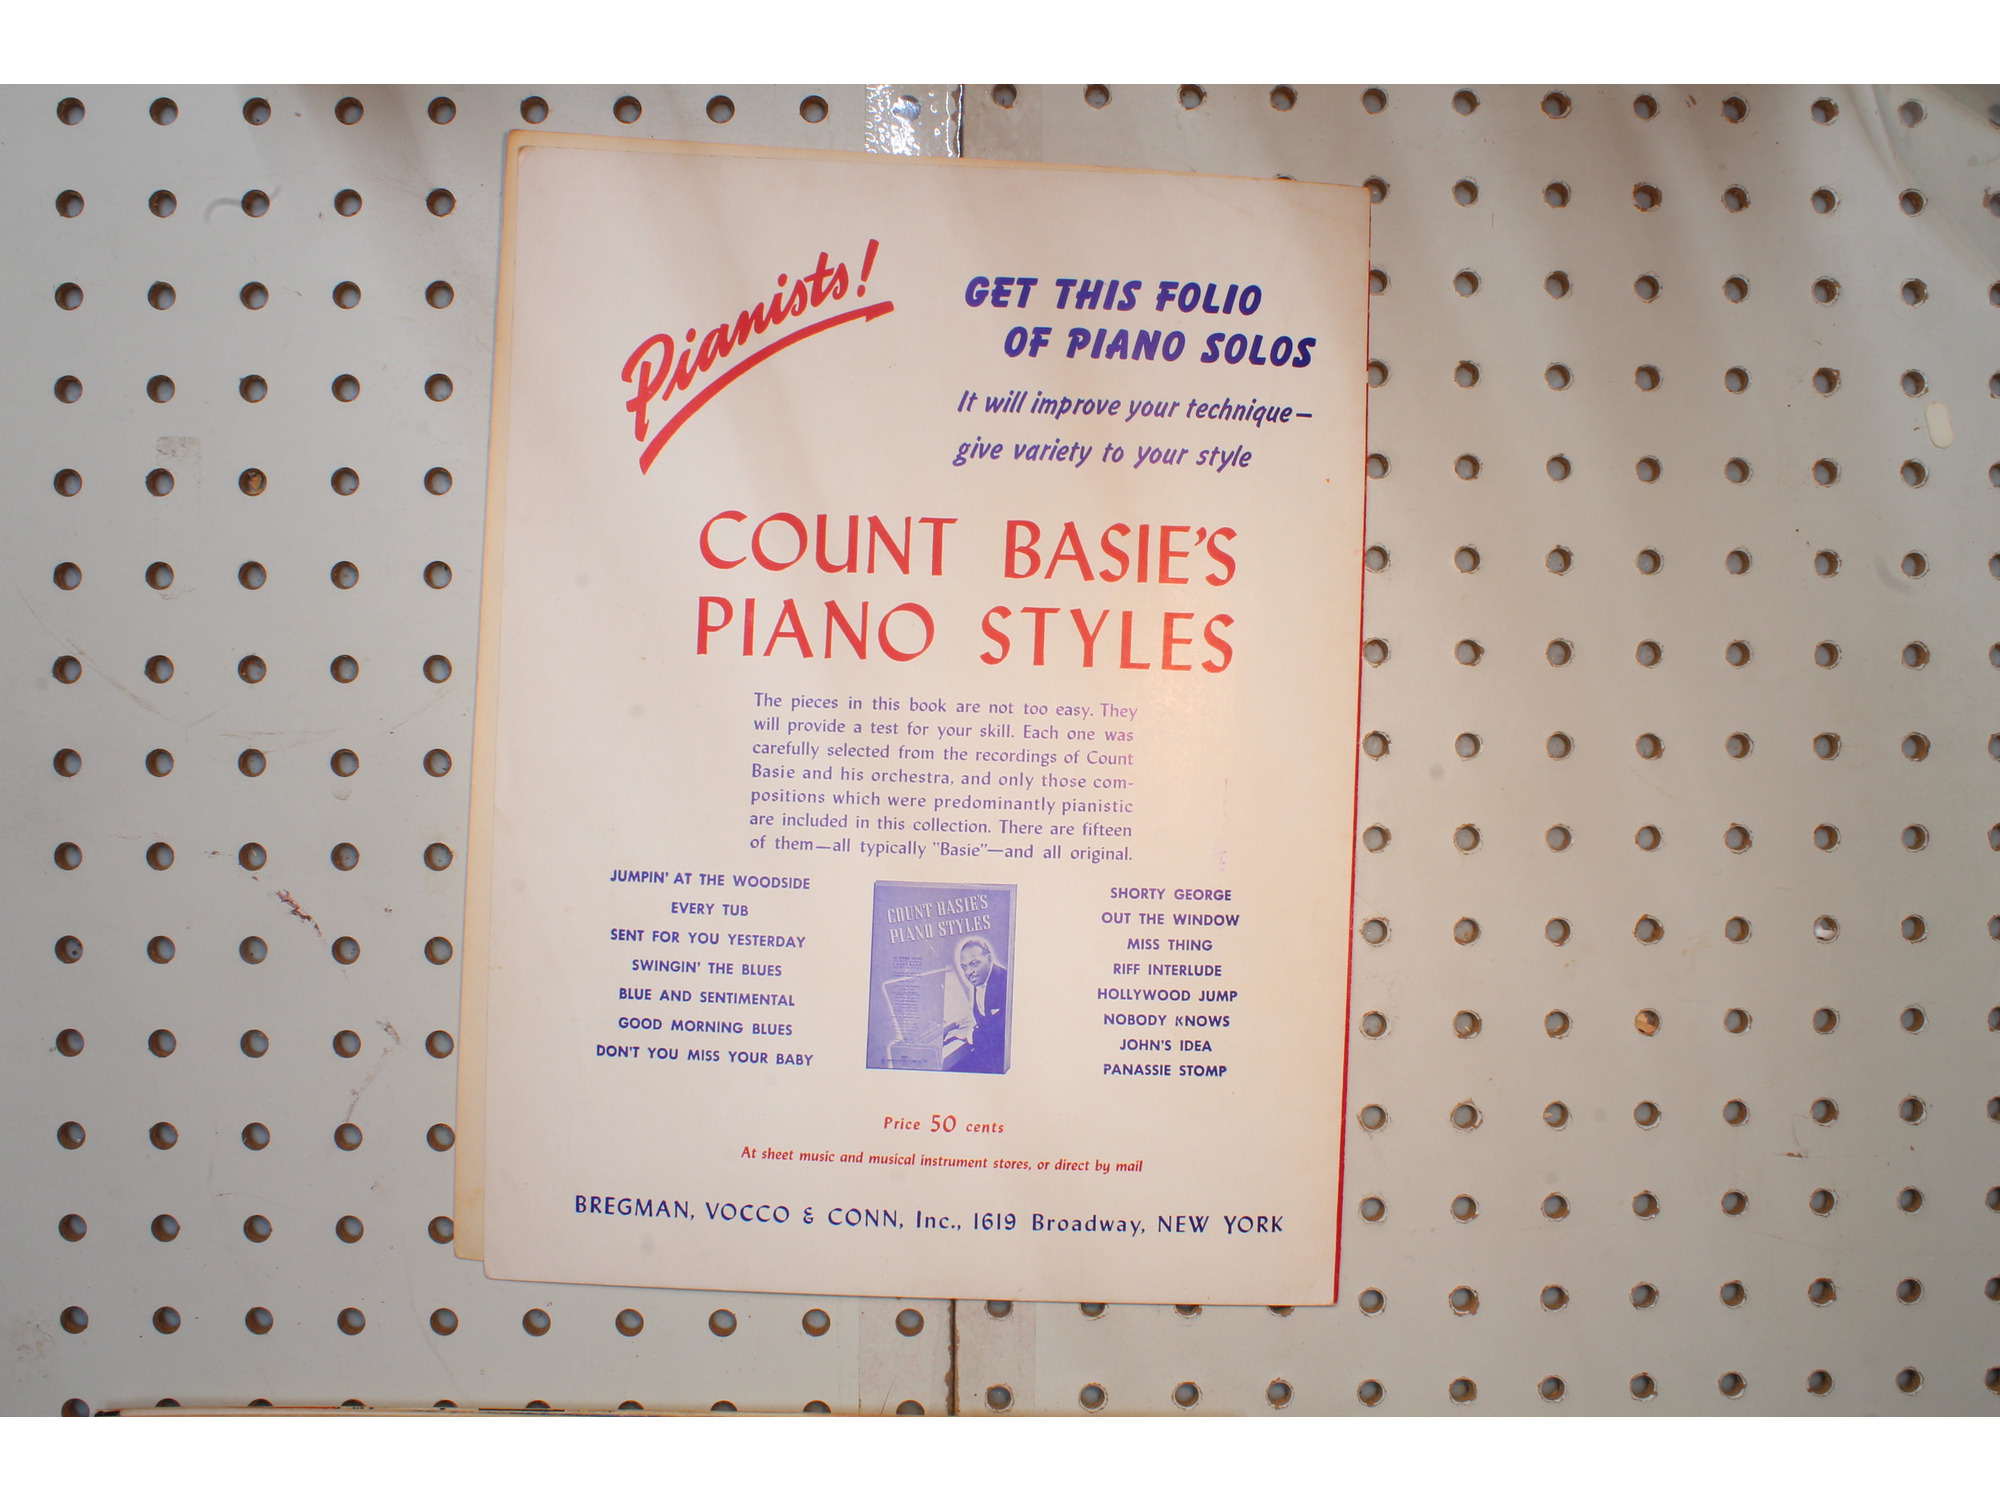 Pianists!
GET THIS FOLIO
OF PIANO SOLOS
It will improve your technique—
give variety to your style
COUNT BASIE'S
PIANO STYLES
The pieces in this book are not too easy. They
will provide a test for your skill. Each one was
carefully selected from the recordings of Count
Basie and his orchestra, and only those com-
positions which were predominantly pianistic
are included in this collection. There are fifteen
of them—all typically "Basie"—and all original.
JUMPIN' AT THE WOODSIDE
EVERY TUB
SENT FOR YOU YESTERDAY
SWINGIN' THE BLUES
BLUE AND SENTIMENTAL
GOOD MORNING BLUES
DON'T YOU MISS YOUR BABY
COUNT BASIE'S
PIANO STYLES
SHORTY GEORGE
OUT THE WINDOW
MISS THING
RIFF INTERLUDE
HOLLYWOOD JUMP
NOBODY KNOWS
JOHN'S IDEA
PANASSIE STOMP
Price 50 cents
At sheet music and musical instrument stores, or direct by mail
BREGMAN, VOCCO & CONN, Inc., 1619 Broadway, NEW YORK